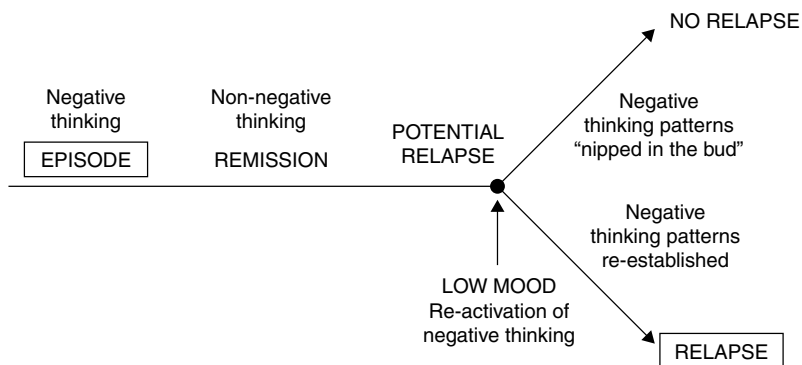 Negative
thinking
EPISODE
Non-negative
thinking
REMISSION
POTENTIAL
RELAPSE
NO RELAPSE
Negative
thinking patterns
“nipped in the bud”
Negative
thinking patterns
re-established
LOW MOOD
Re-activation of
negative thinking
RELAPSE